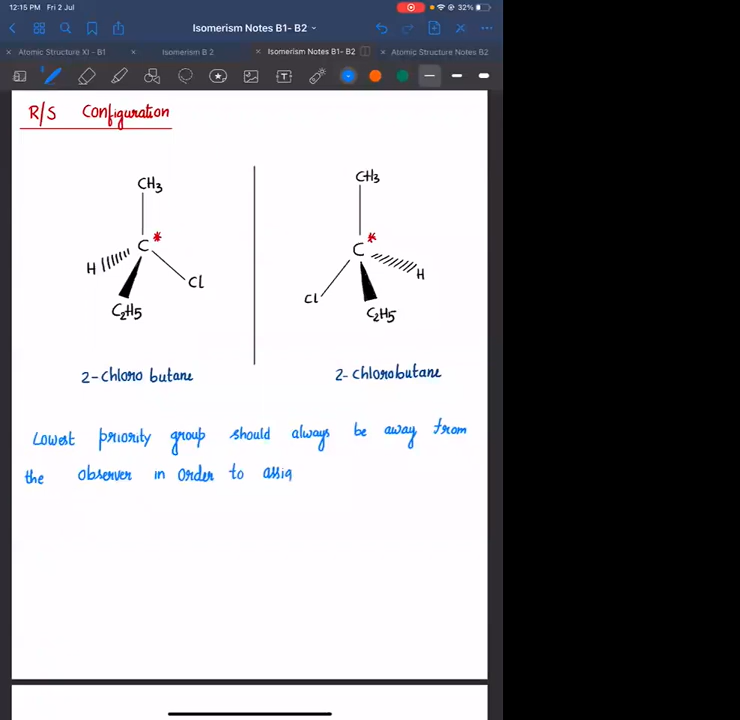 12:15 PM Fri 2 Jul
32%
Isomerism Notes B1- B2
Atomic Structure XI - B1
Isomerism B 2
Isomerism Notes B1- B2
Atomic Structure Notes B2
R/S Configuration
CH3
C*
H
Cl
C2H5
CH3
C*
H
Cl
C2H5
2-chloro butane
2-chlorobutane
Lowest priority group should always be away from
the observer in order to assig